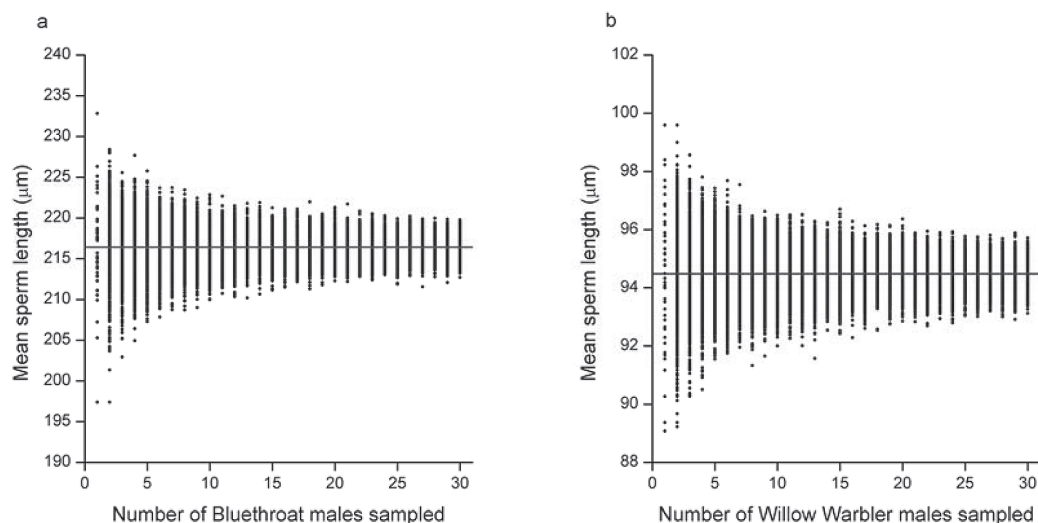 a
240
235
230
225
220
215
210
205
200
195
190
Mean sperm length (μm)
0 5 10 15 20 25 30
Number of Bluethroat males sampled
b
102
100
98
96
94
92
90
88
Mean sperm length (μm)
0 5 10 15 20 25 30
Number of Willow Warbler males sampled